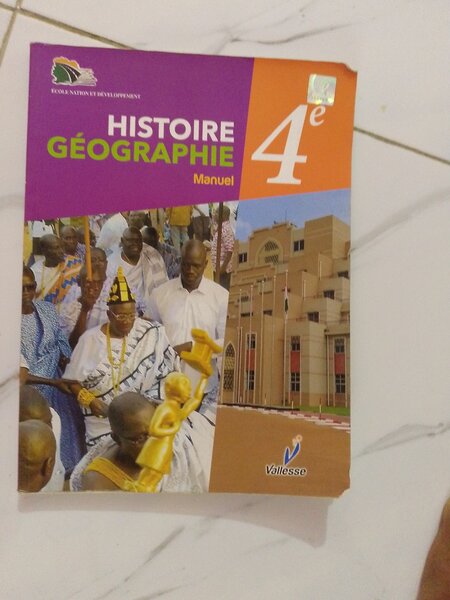 ÉCOLE NATION ET DÉVELOPPEMENT
HISTOIRE
GÉOGRAPHIE
Manuel
4e
Vallesse